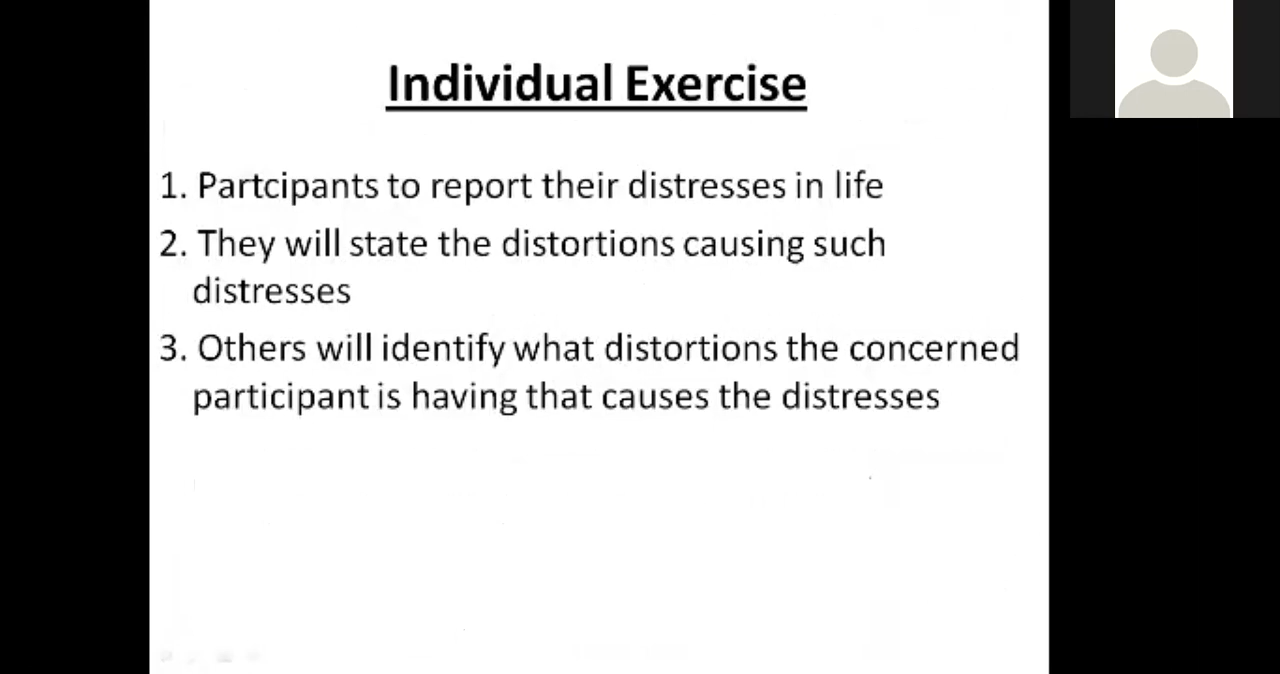 Individual Exercise
1. Partcipants to report their distresses in life
2. They will state the distortions causing such
distresses
3. Others will identify what distortions the concerned
participant is having that causes the distresses